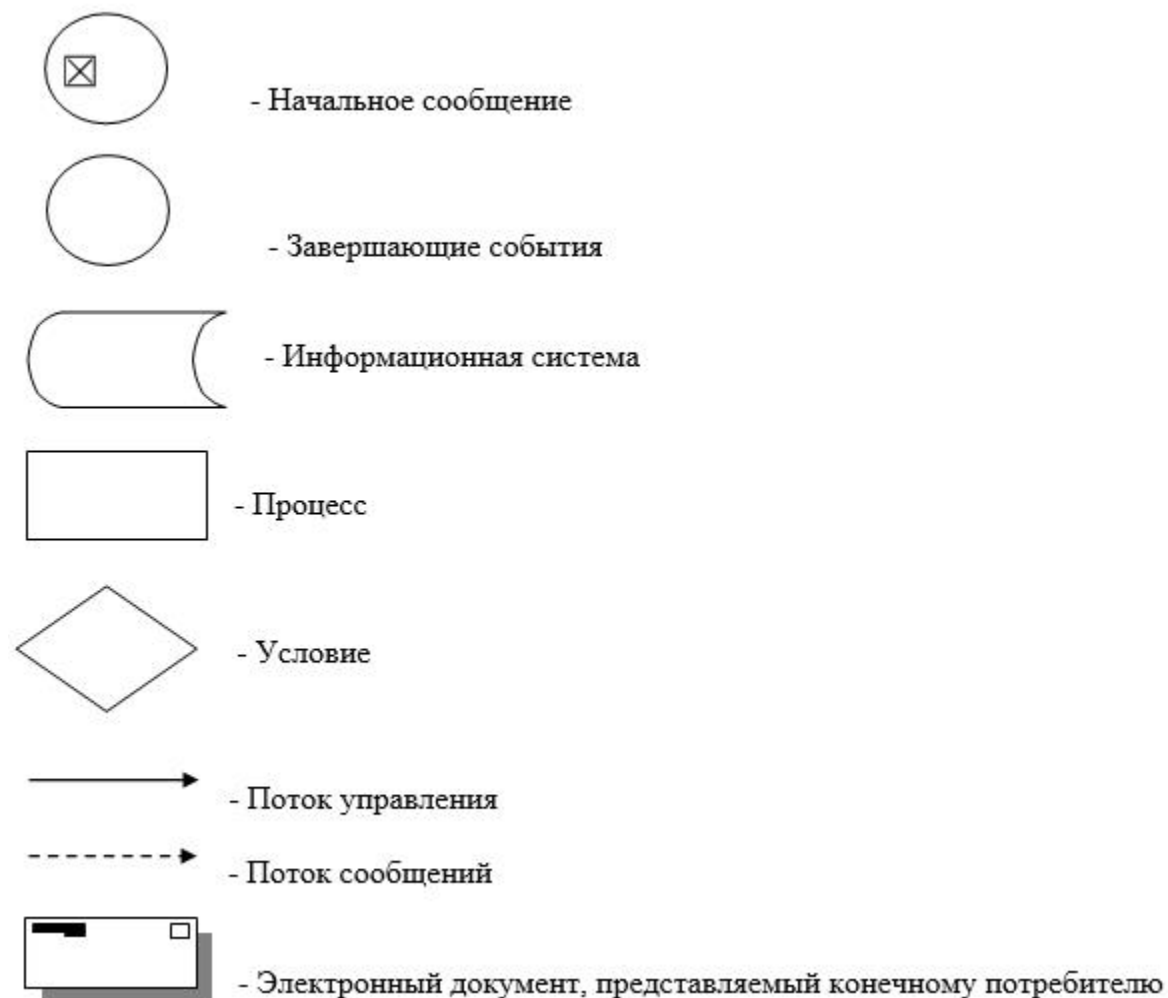 - Начальное сообщение
- Завершающие события
- Информационная система
- Процесс
- Условие
- Поток управления
- Поток сообщений
- Электронный документ, представляемый конечному потребителю